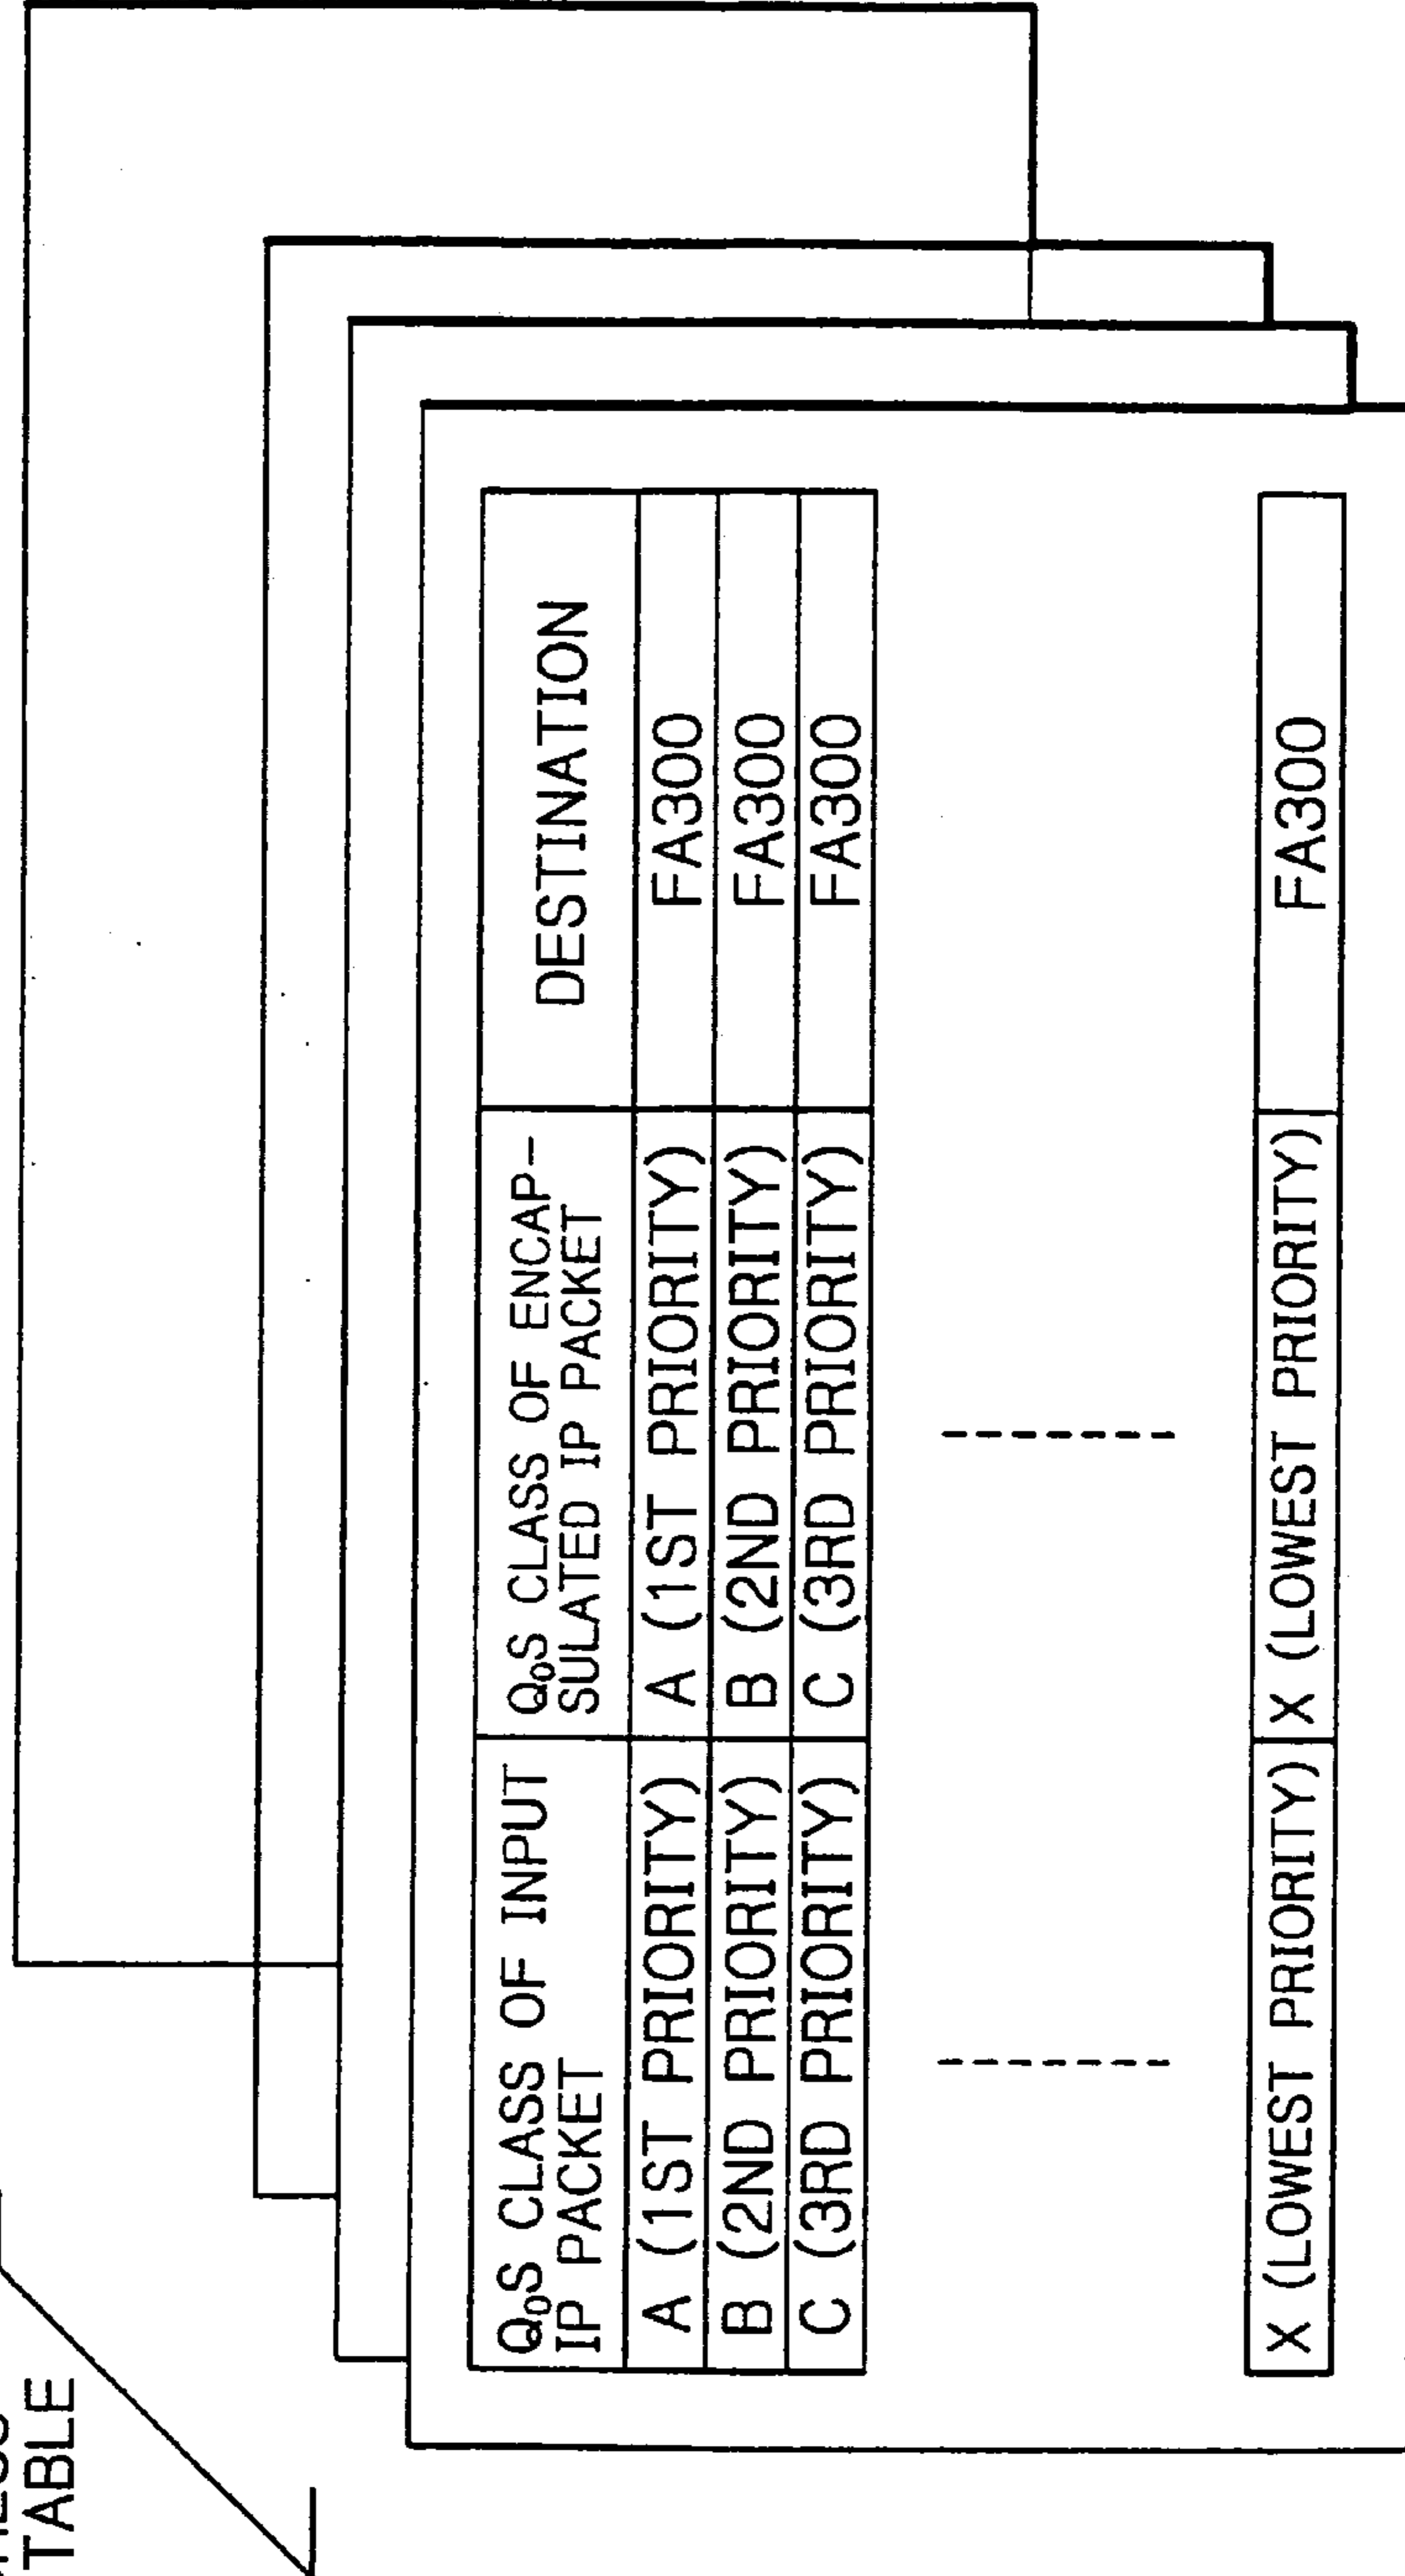 TABLE
QoS CLASS OF INPUT
IP PACKET
QoS CLASS OF ENCAP-
SULATED IP PACKET
DESTINATION
A (1ST PRIORITY)
A (1ST PRIORITY)
FA300
B (2ND PRIORITY)
B (2ND PRIORITY)
FA300
C (3RD PRIORITY)
C (3RD PRIORITY)
FA300
X (LOWEST PRIORITY)
X (LOWEST PRIORITY)
FA300